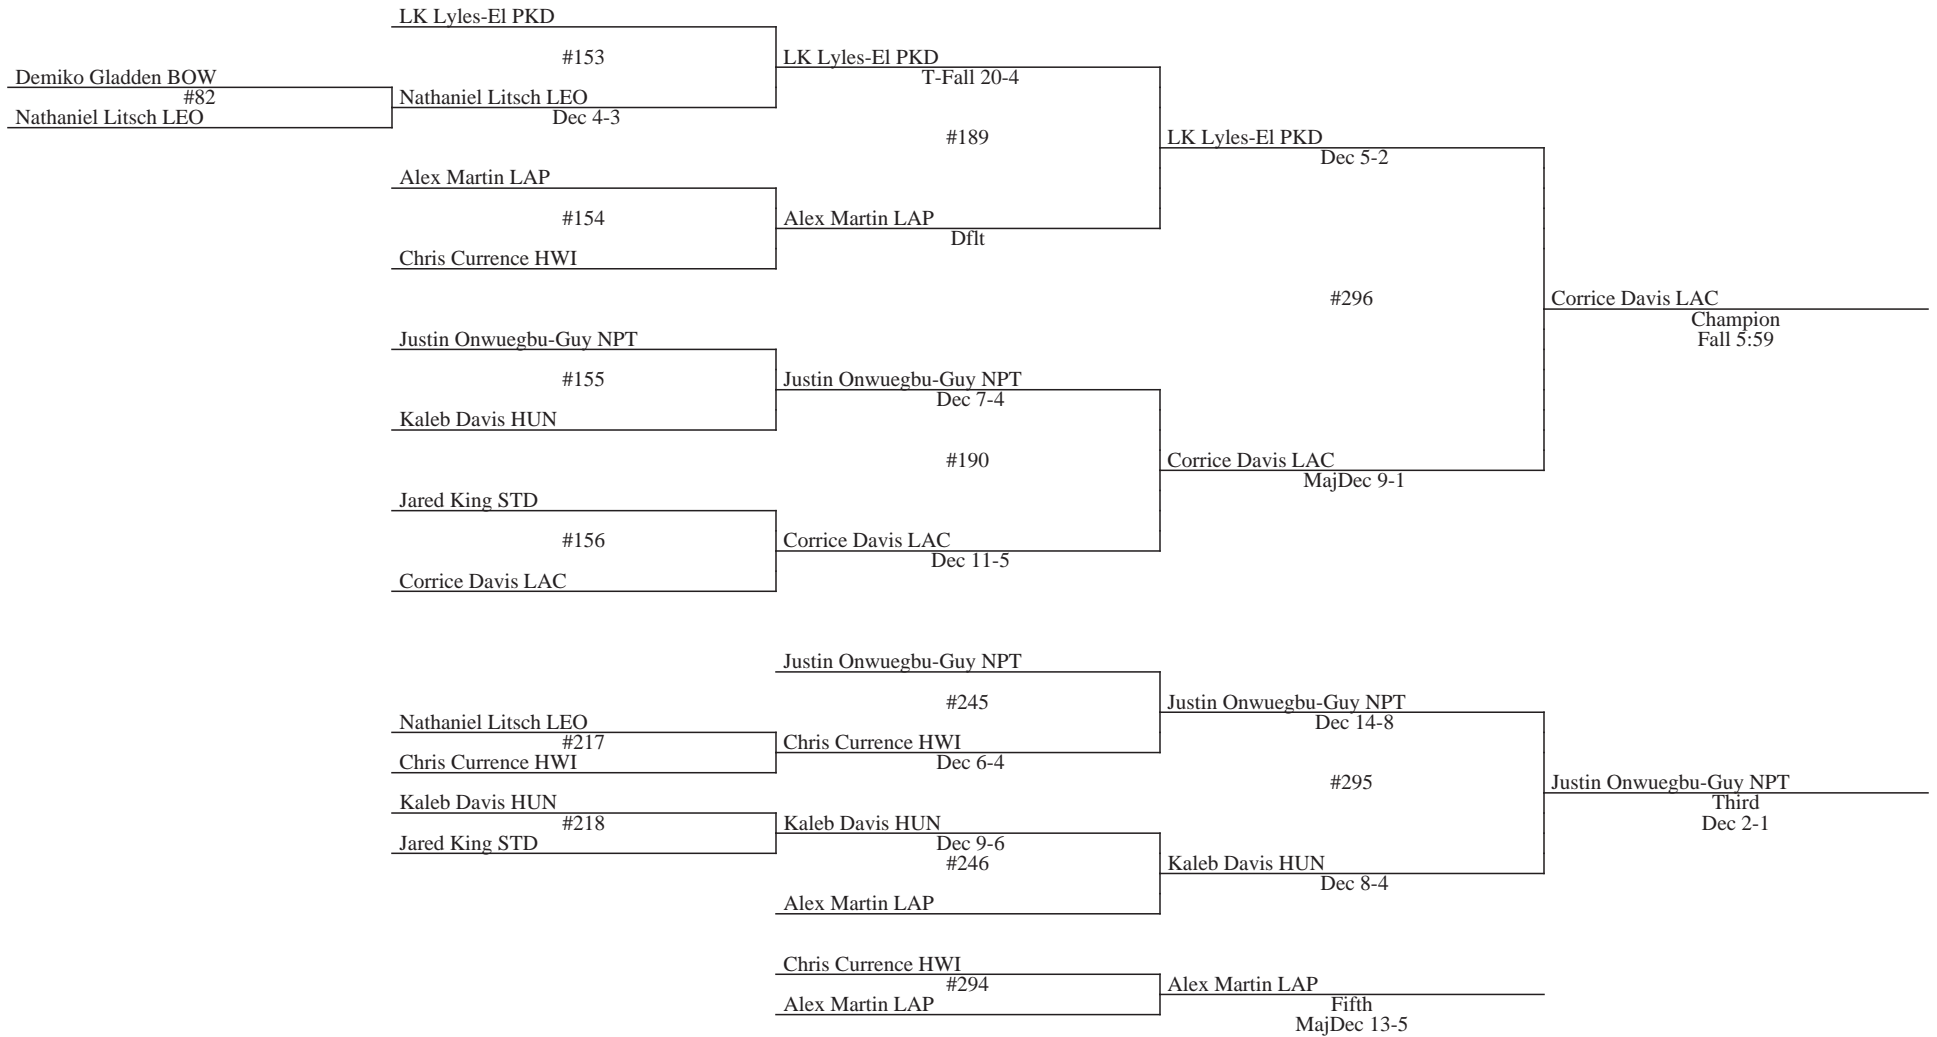 LK Lyles-El PKD
#153
LK Lyles-El PKD
T-Fall 20-4
Demiko Gladden BOW
#82
Nathaniel Litsch LEO
Dec 4-3
Nathaniel Litsch LEO
#189
LK Lyles-El PKD
Dec 5-2
Alex Martin LAP
#154
Alex Martin LAP
Dflt
Chris Currence HWI
#296
Corrice Davis LAC
Champion
Fall 5:59
Justin Onwuegbu-Guy NPT
#155
Justin Onwuegbu-Guy NPT
Dec 7-4
Kaleb Davis HUN
#190
Corrice Davis LAC
MajDec 9-1
Jared King STD
#156
Corrice Davis LAC
Dec 11-5
Corrice Davis LAC
Justin Onwuegbu-Guy NPT
#245
Justin Onwuegbu-Guy NPT
Dec 14-8
Nathaniel Litsch LEO
#217
Chris Currence HWI
Dec 6-4
Chris Currence HWI
#295
Justin Onwuegbu-Guy NPT
Third
Dec 2-1
Kaleb Davis HUN
#218
Kaleb Davis HUN
Dec 9-6
Jared King STD
#246
Kaleb Davis HUN
Dec 8-4
Alex Martin LAP
Chris Currence HWI
#294
Alex Martin LAP
Fifth
MajDec 13-5
Alex Martin LAP